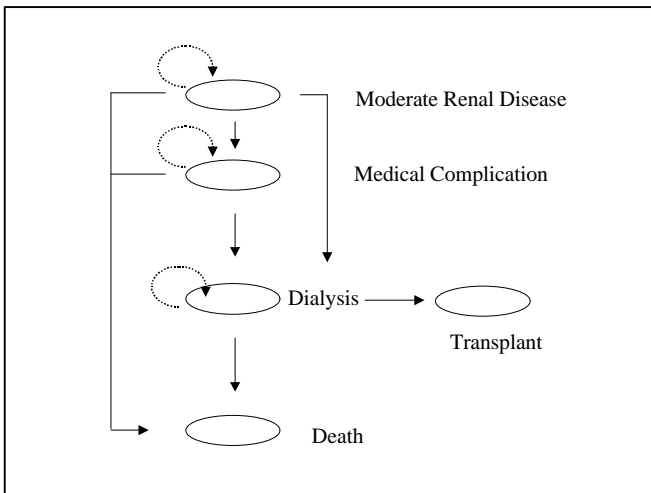 Moderate Renal Disease
Medical Complication
Dialysis
Transplant
Death